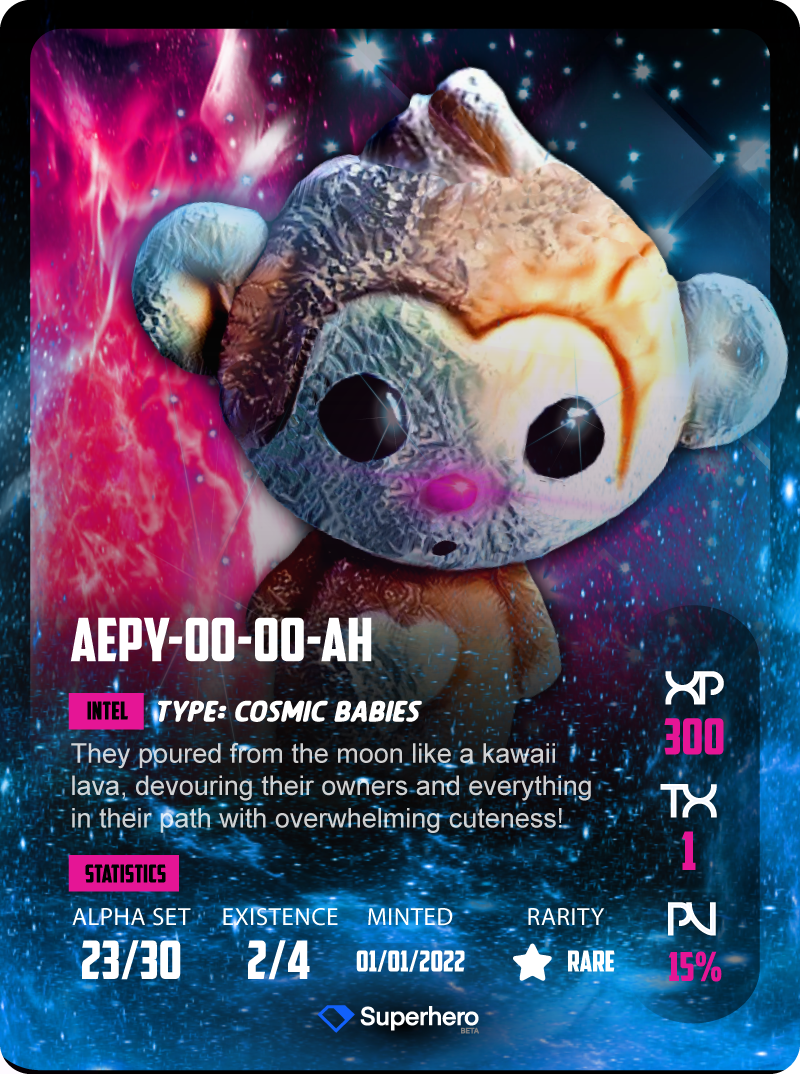 AEPY-00-00-AH
INTEL TYPE: COSMIC BABIES
They poured from the moon like a kawaii
lava, devouring their owners and everything
in their path with overwhelming cuteness!
STATISTICS
ALPHA SET EXISTENCE MINTED RARITY
23/30 2/4 01/01/2022 RARE
XP
300
TX
1
PV
15%
Superhero
BETA